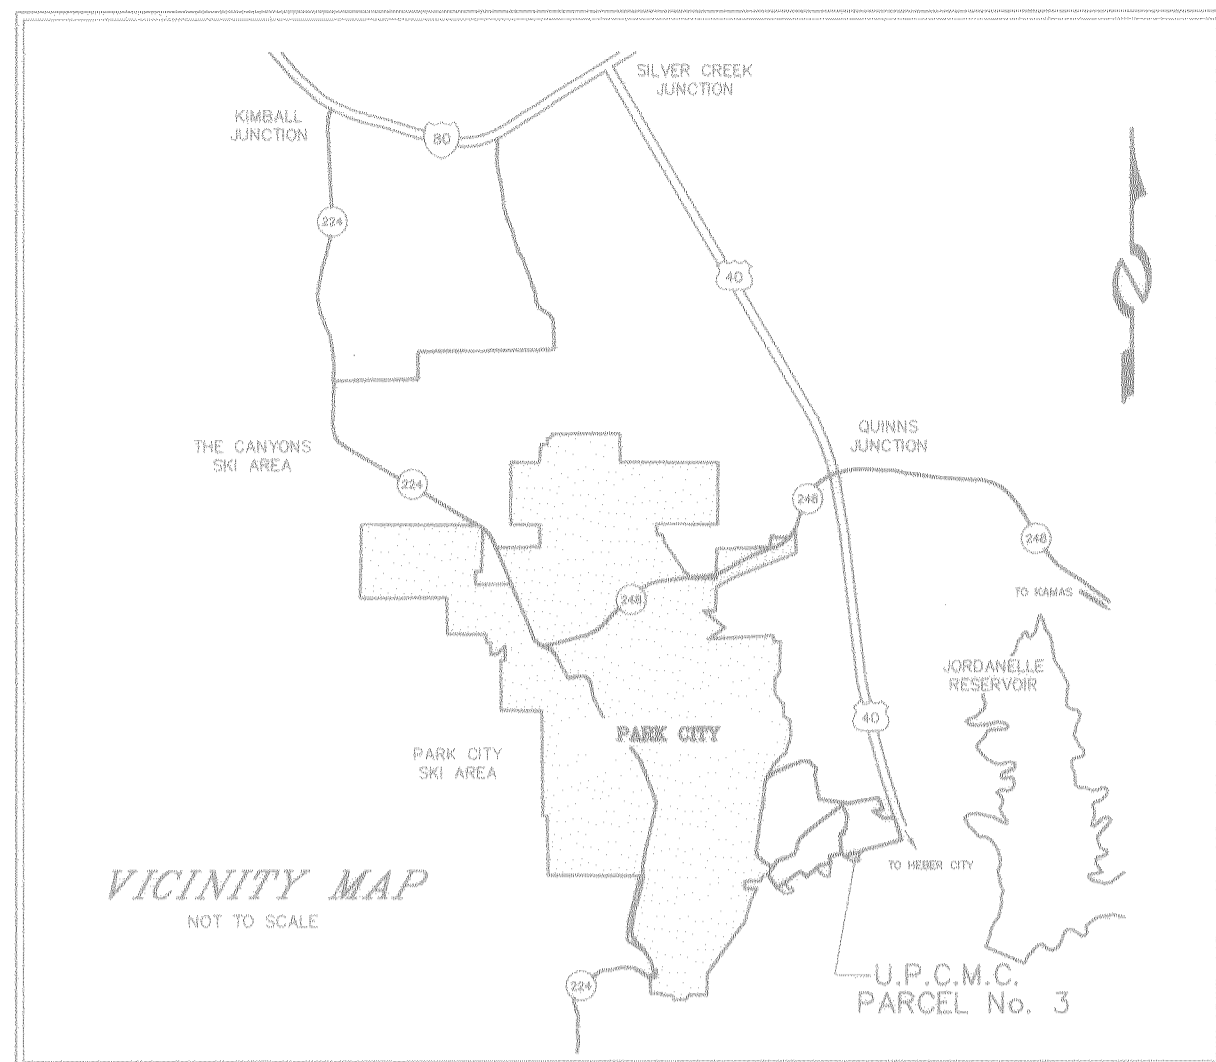 SILVER CREEK
JUNCTION
KIMBALL
JUNCTION
80
224
40
N
THE CANYONS
SKI AREA
QUINNS
JUNCTION
224
248
248
248
TO KAMAS
JORDANELLE
RESERVOIR
40
PARK CITY
PARK CITY
SKI AREA
TO HEBER CITY
VICINITY MAP
NOT TO SCALE
224
U.P.C.M.C.
PARCEL No. 3